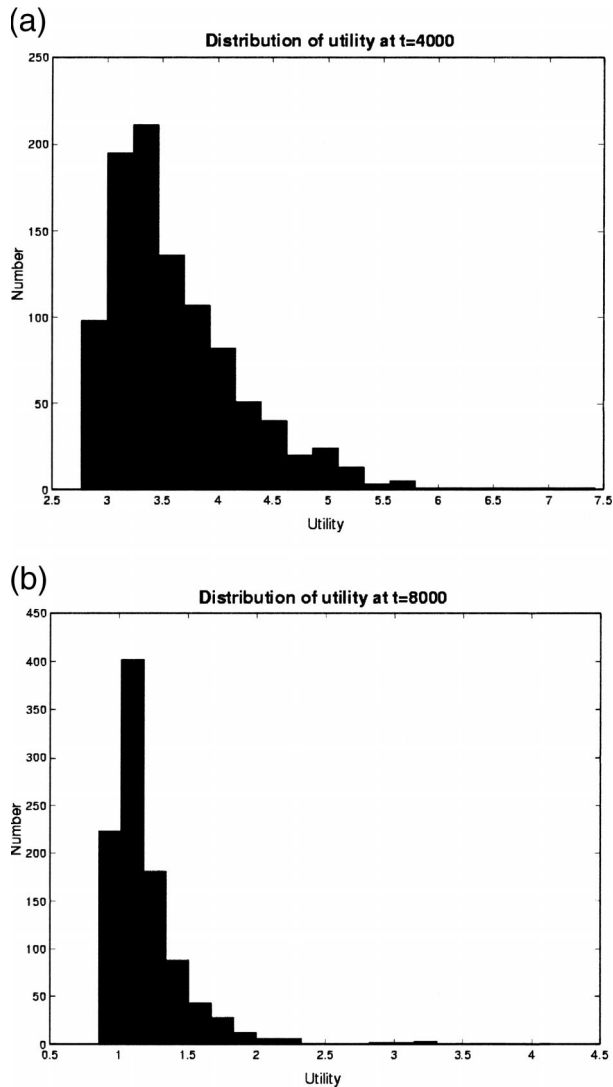 (a)
Distribution of utility at t=4000
250
200
150
100
50
0
Number
2.5 3 3.5 4 4.5 5 5.5 6 6.5 7 7.5
Utility
(b)
Distribution of utility at t=8000
450
400
350
300
250
200
150
100
50
0
Number
0.5 1 1.5 2 2.5 3 3.5 4 4.5
Utility